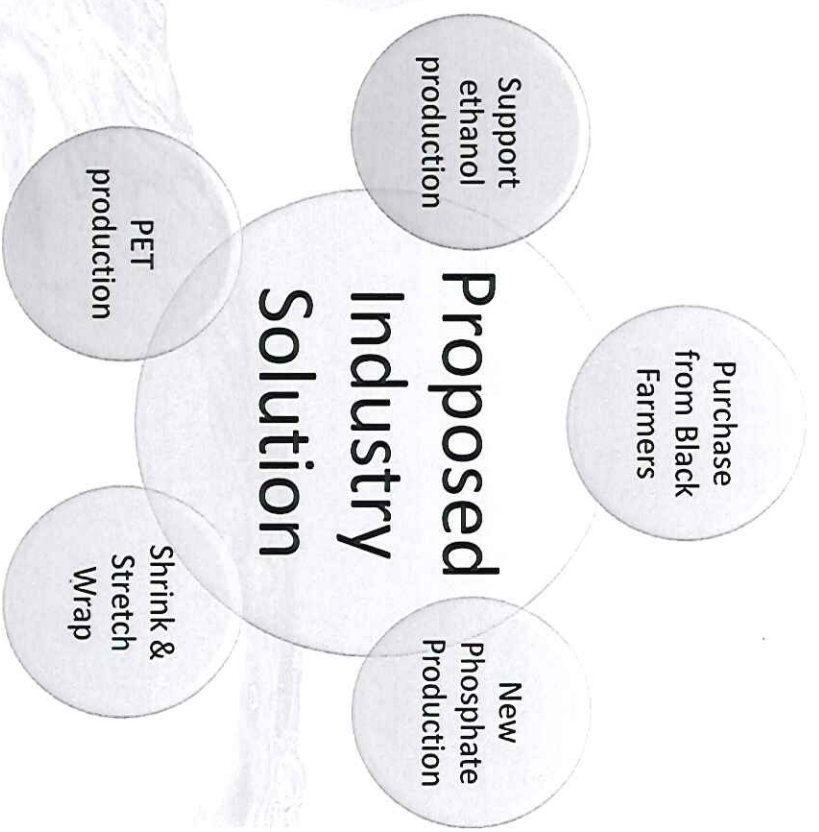 Proposed
Industry
Solution
Purchase
from Black
Farmers
New
Phosphate
Production
Shrink &
Stretch
Wrap
PET
production
Support
ethanol
production